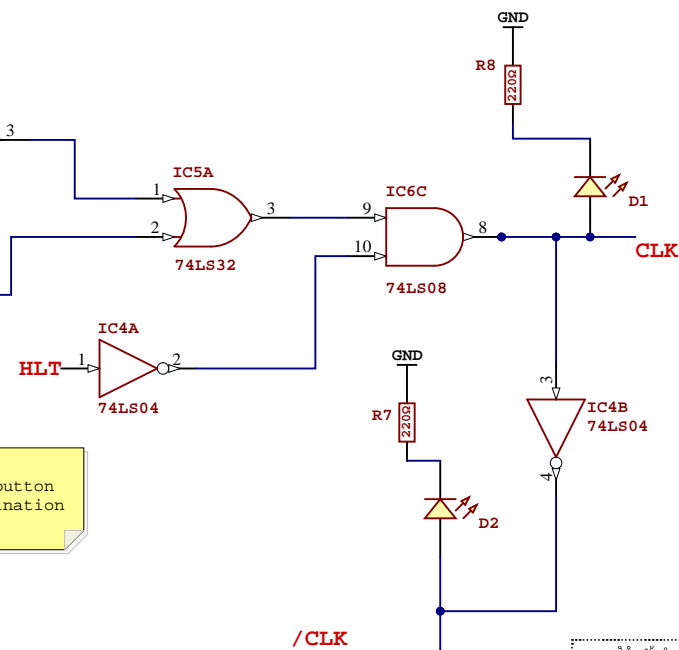 GND
R8
220Ω
D1
3
IC5A
1
2
3
74LS32
IC6C
9
10
8
74LS08
CLK
IC4A
HLT
1
2
74LS04
GND
R7
220Ω
3
IC4B
74LS04
4
D2
utton
nation
/CLK